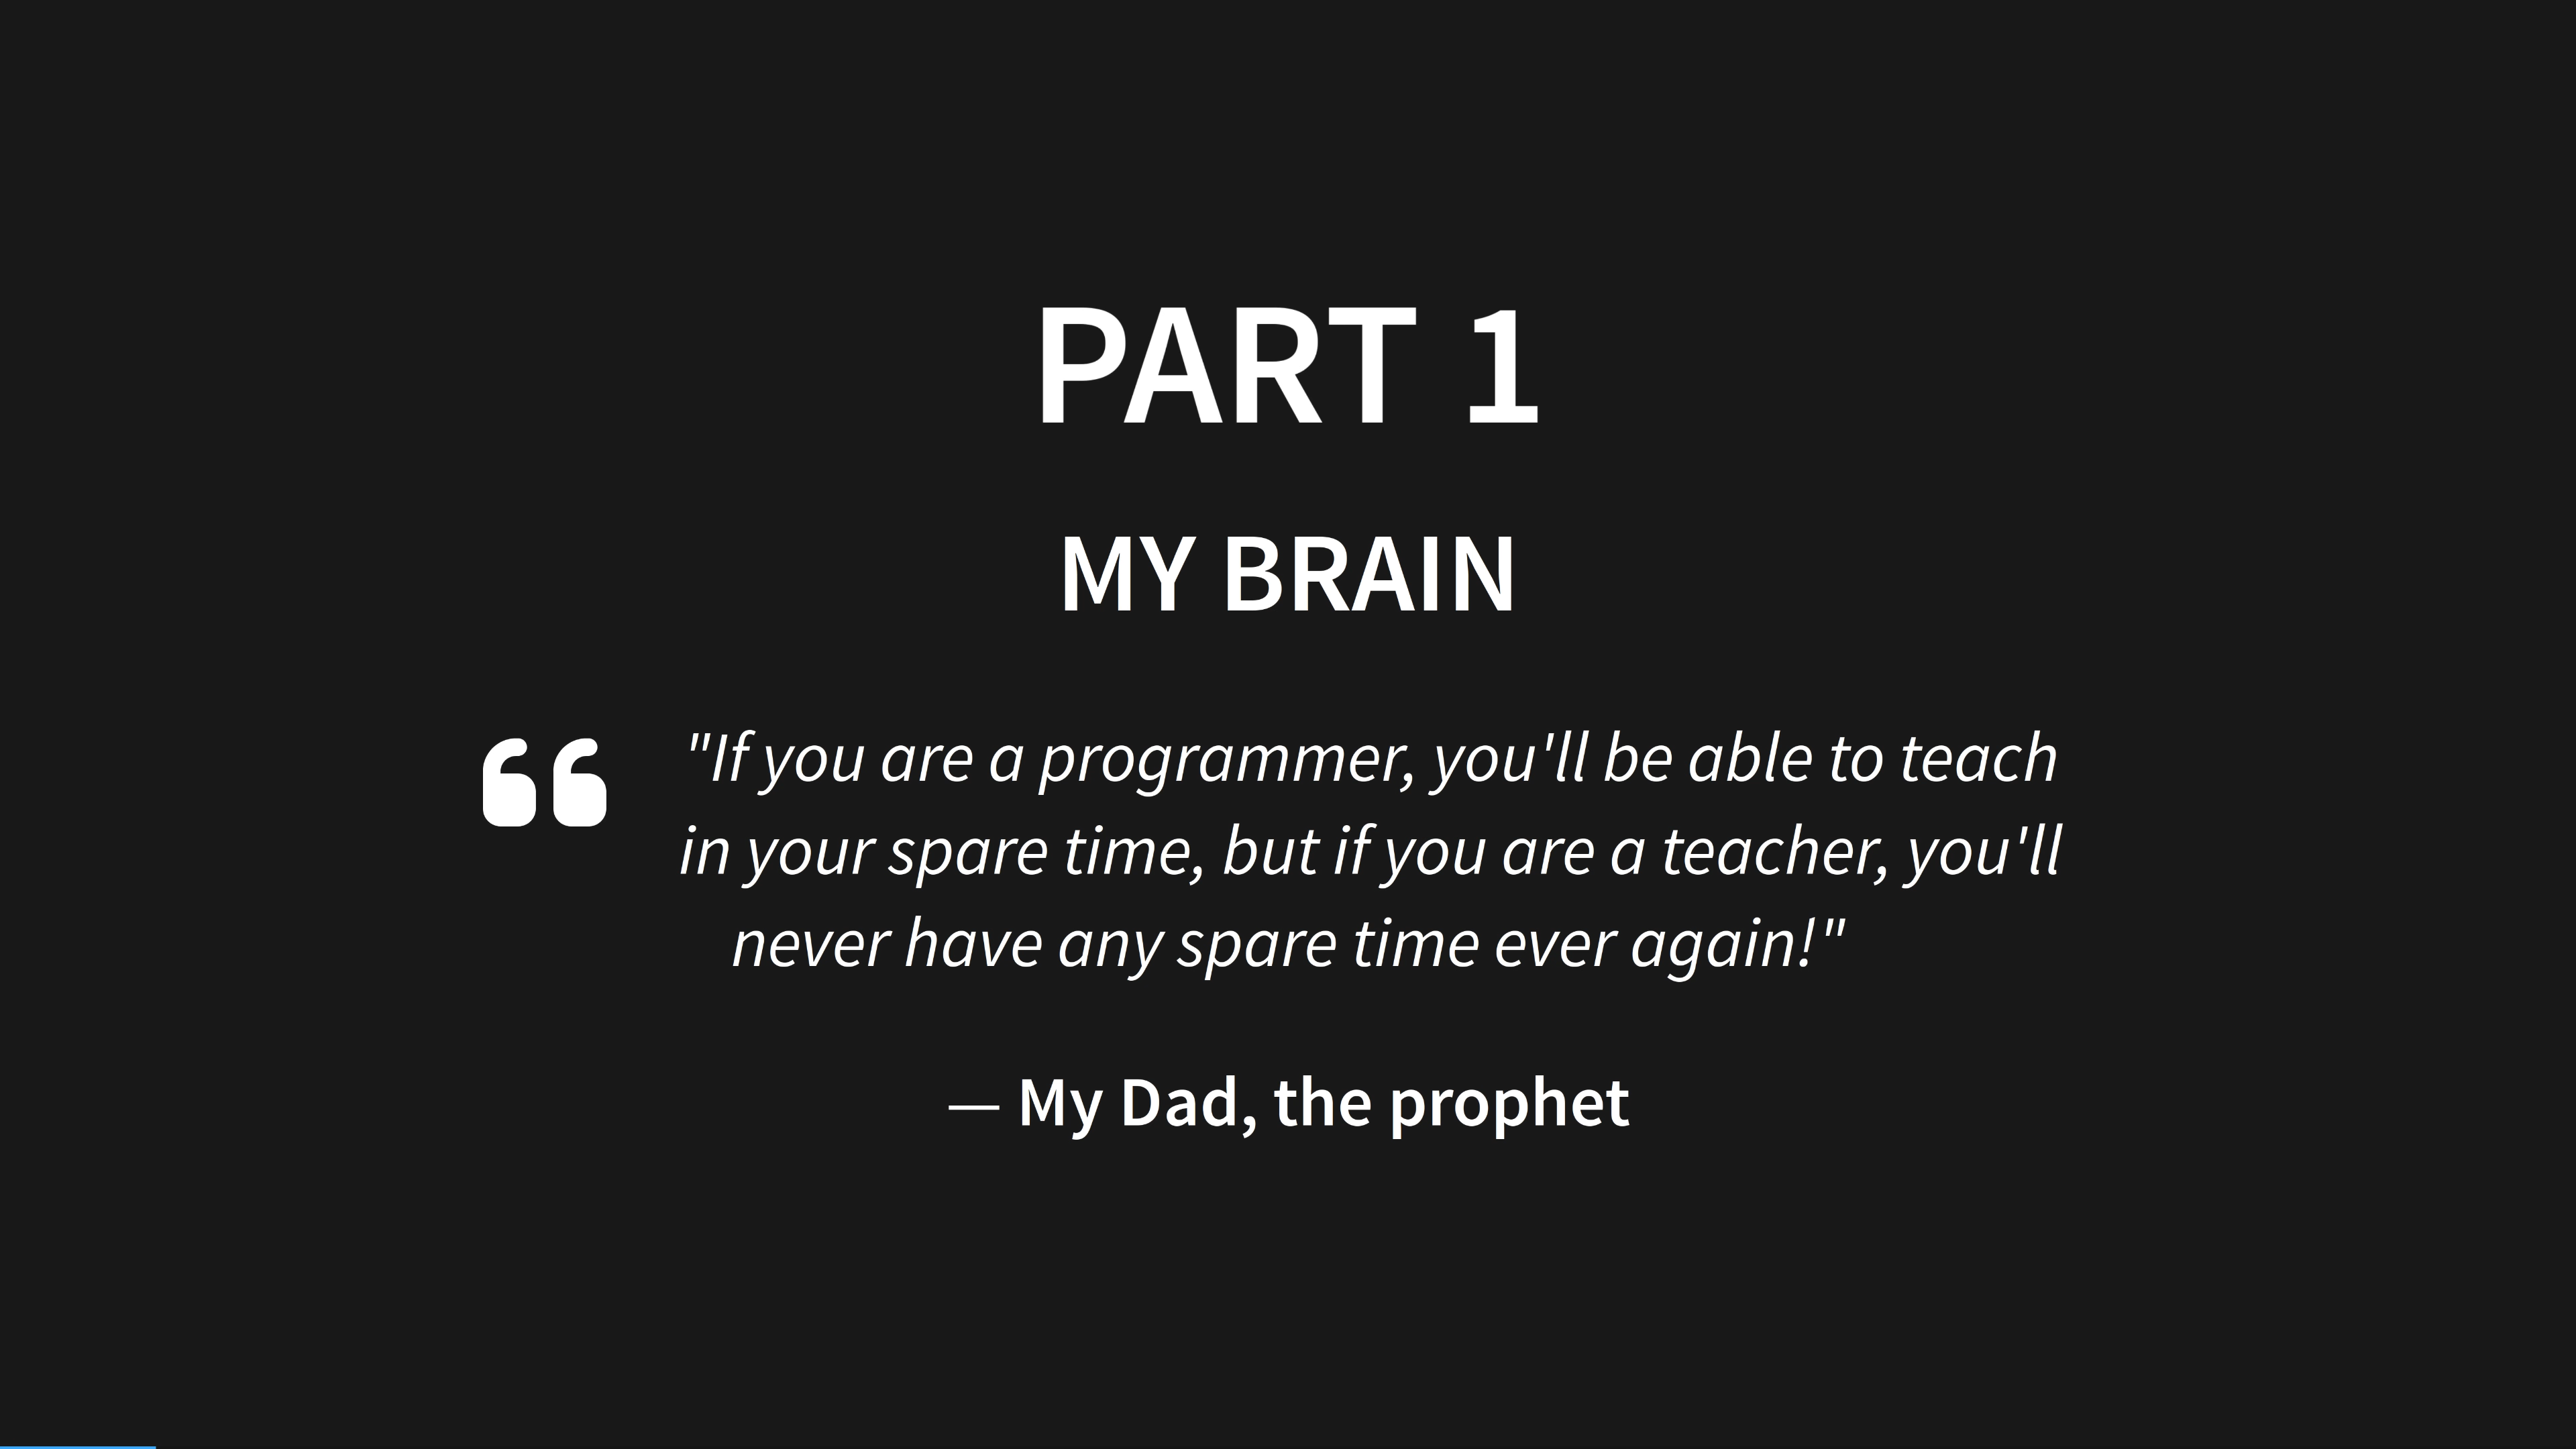 PART 1
MY BRAIN
"If you are a programmer, you'll be able to teach
in your spare time, but if you are a teacher, you'll
never have any spare time ever again!"
— My Dad, the prophet